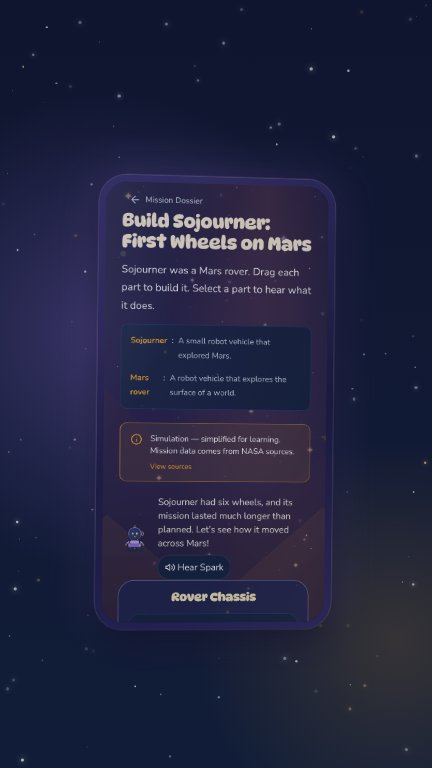 Mission Dossier
Build Sojourner:
First Wheels on Mars
Sojourner was a Mars rover. Drag each
part to build it. Select a part to hear what
it does.
Sojourner : A small robot vehicle that
explored Mars.
Mars : A robot vehicle that explores the
rover surface of a world.
Simulation — simplified for learning.
Mission data comes from NASA sources.
View sources
Sojourner had six wheels, and its
mission lasted much longer than
planned. Let's see how it moved
across Mars!
Hear Spark
Rover Chassis